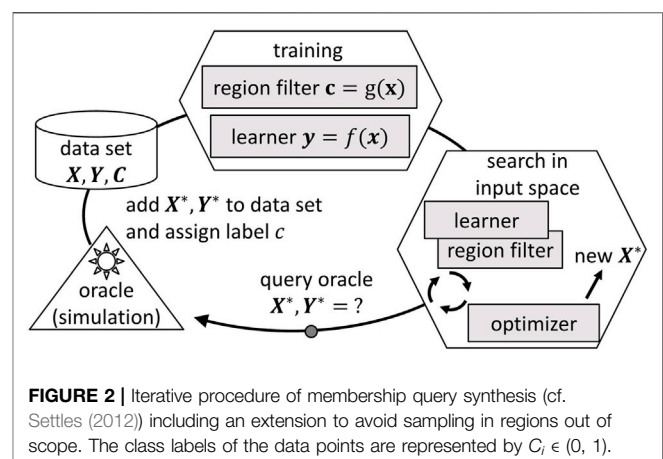 training
region filter c = g(x)
learner y = f(x)
data set
X, Y, C
search in
input space
learner
region filter
new X*
optimizer
add X*, Y* to data set
and assign label c
query oracle
X*, Y* = ?
oracle
(simulation)
FIGURE 2 | Iterative procedure of membership query synthesis (cf.
Settles (2012)) including an extension to avoid sampling in regions out of
scope. The class labels of the data points are represented by Cᵢ ϵ (0, 1).